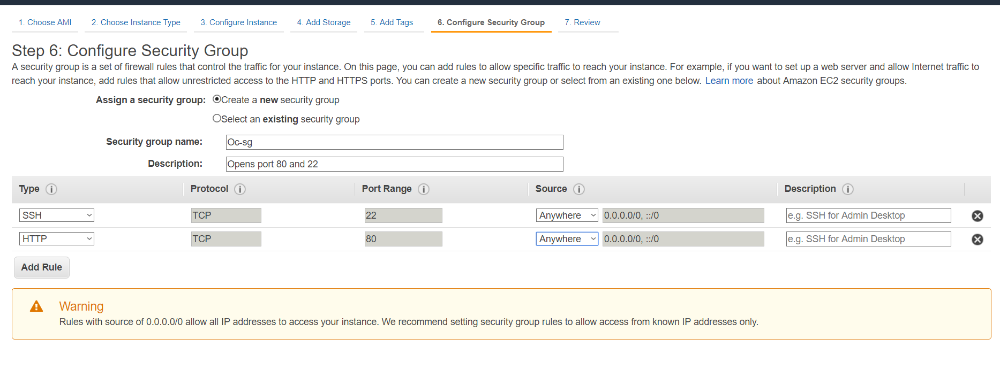 1. Choose AMI 2. Choose Instance Type 3. Configure Instance 4. Add Storage 5. Add Tags 6. Configure Security Group 7. Review
Step 6: Configure Security Group
A security group is a set of firewall rules that control the traffic for your instance. On this page, you can add rules to allow specific traffic to reach your instance. For example, if you want to set up a web server and allow Internet traffic to
reach your instance, add rules that allow unrestricted access to the HTTP and HTTPS ports. You can create a new security group or select from an existing one below. Learn more about Amazon EC2 security groups.
Assign a security group: Create a new security group
Select an existing security group
Security group name: Oc-sg
Description: Opens port 80 and 22
Type i Protocol i Port Range i Source i Description i
SSH TCP 22 Anywhere 0.0.0.0/0, ::/0 e.g. SSH for Admin Desktop
HTTP TCP 80 Anywhere 0.0.0.0/0, ::/0 e.g. SSH for Admin Desktop
Add Rule
Warning
Rules with source of 0.0.0.0/0 allow all IP addresses to access your instance. We recommend setting security group rules to allow access from known IP addresses only.